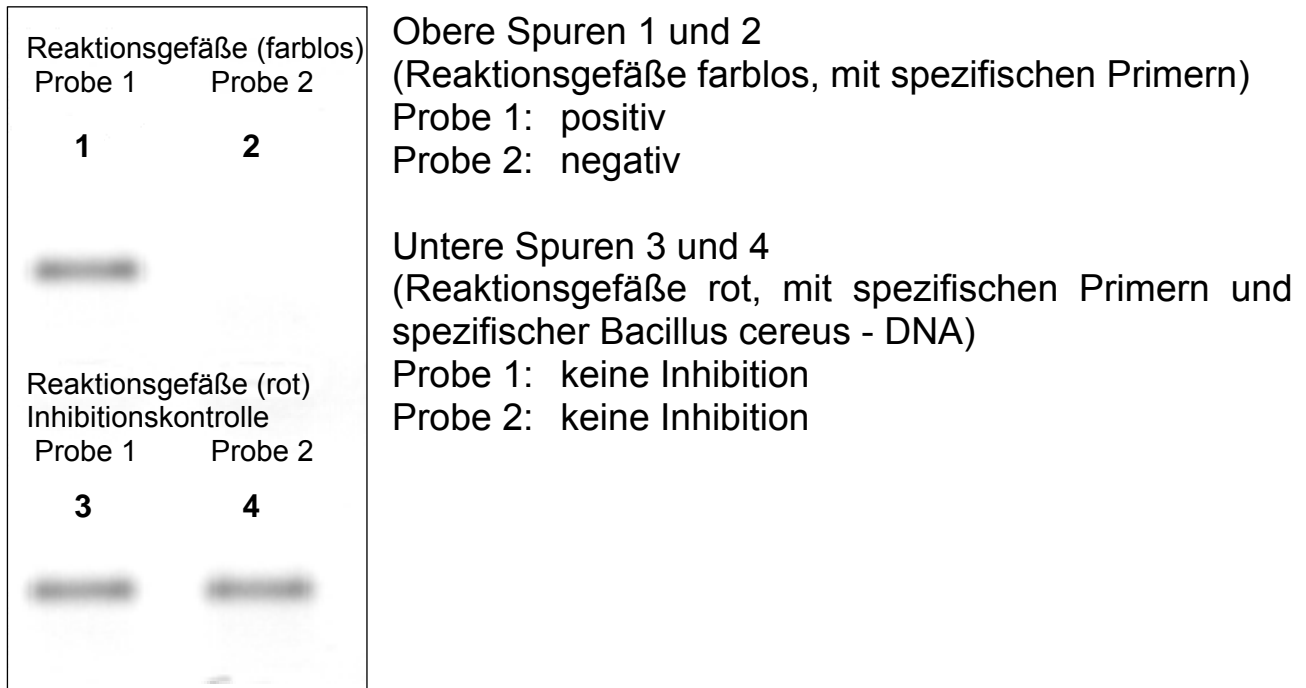 Reaktionsgefäße (farblos)
Probe 1 Probe 2
1 2
Reaktionsgefäße (rot)
Inhibitionskontrolle
Probe 1 Probe 2
3 4
Obere Spuren 1 und 2
(Reaktionsgefäße farblos, mit spezifischen Primern)
Probe 1: positiv
Probe 2: negativ
Untere Spuren 3 und 4
(Reaktionsgefäße rot, mit spezifischen Primern und
spezifischer Bacillus cereus - DNA)
Probe 1: keine Inhibition
Probe 2: keine Inhibition